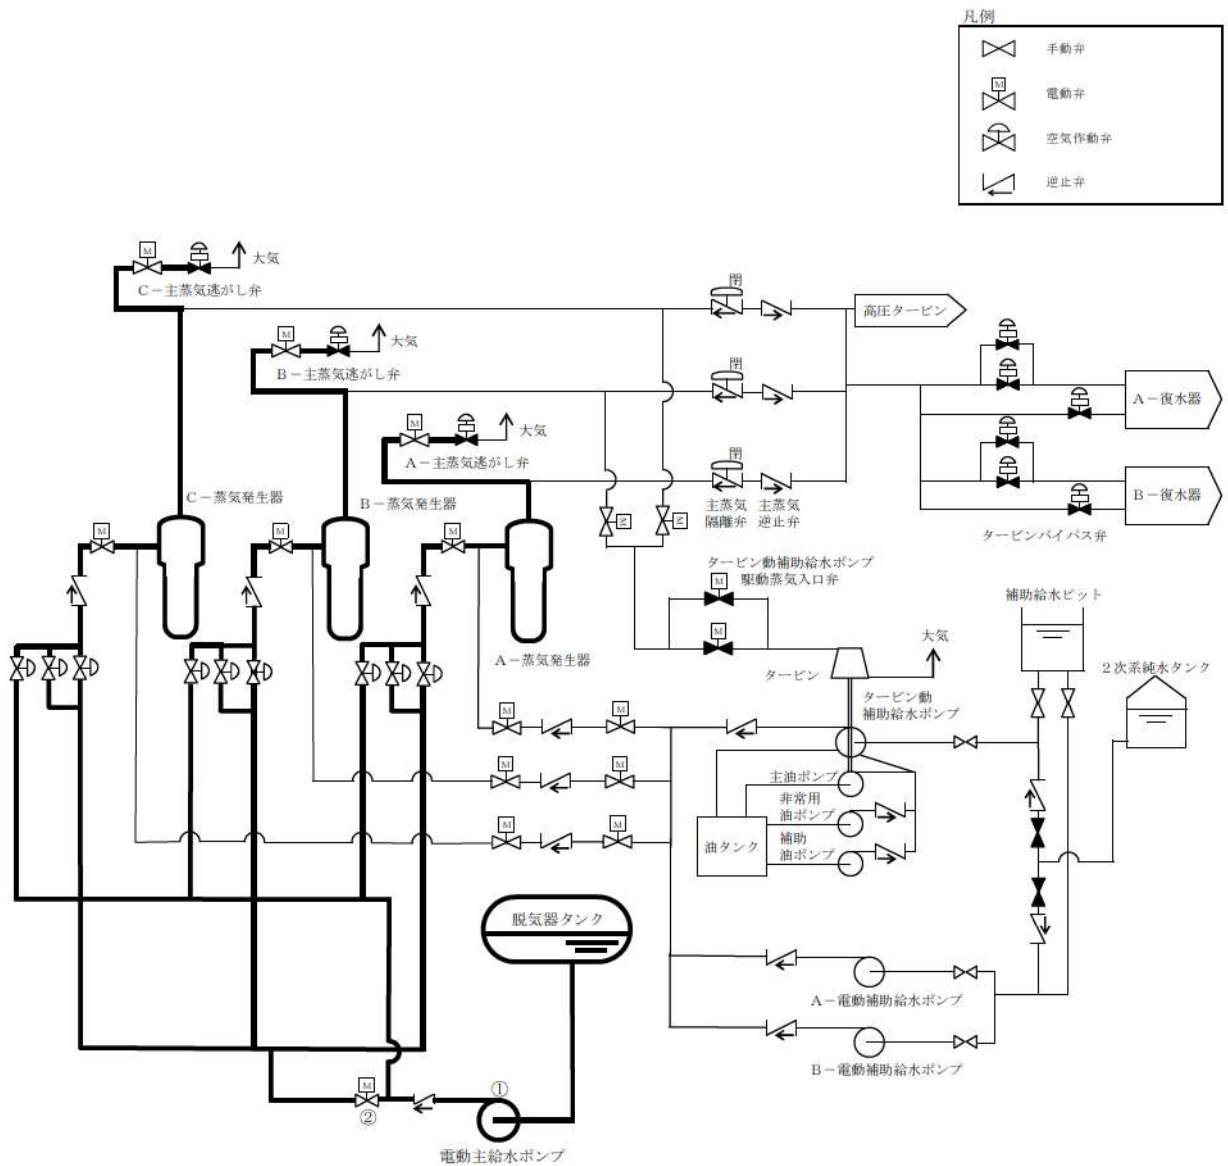 凡例
手動弁
M
電動弁
空気作動弁
逆止弁
M
大気
C－主蒸気逃がし弁
M
大気
B－主蒸気逃がし弁
M
大気
A－主蒸気逃がし弁
閉
高圧タービン
閉
閉
主蒸気
隔離弁
主蒸気
逆止弁
A－復水器
B－復水器
タービンバイパス弁
C－蒸気発生器
B－蒸気発生器
A－蒸気発生器
M
M
M
M
M
タービン動補助給水ポンプ
駆動蒸気入口弁
M
M
タービン
大気
タービン動
補助給水ポンプ
補助給水ピット
2次系純水タンク
M
M
M
M
M
M
主油ポンプ
非常用
油ポンプ
補助
油ポンプ
油タンク
脱気器タンク
A－電動補助給水ポンプ
B－電動補助給水ポンプ
M
②
①
電動主給水ポンプ